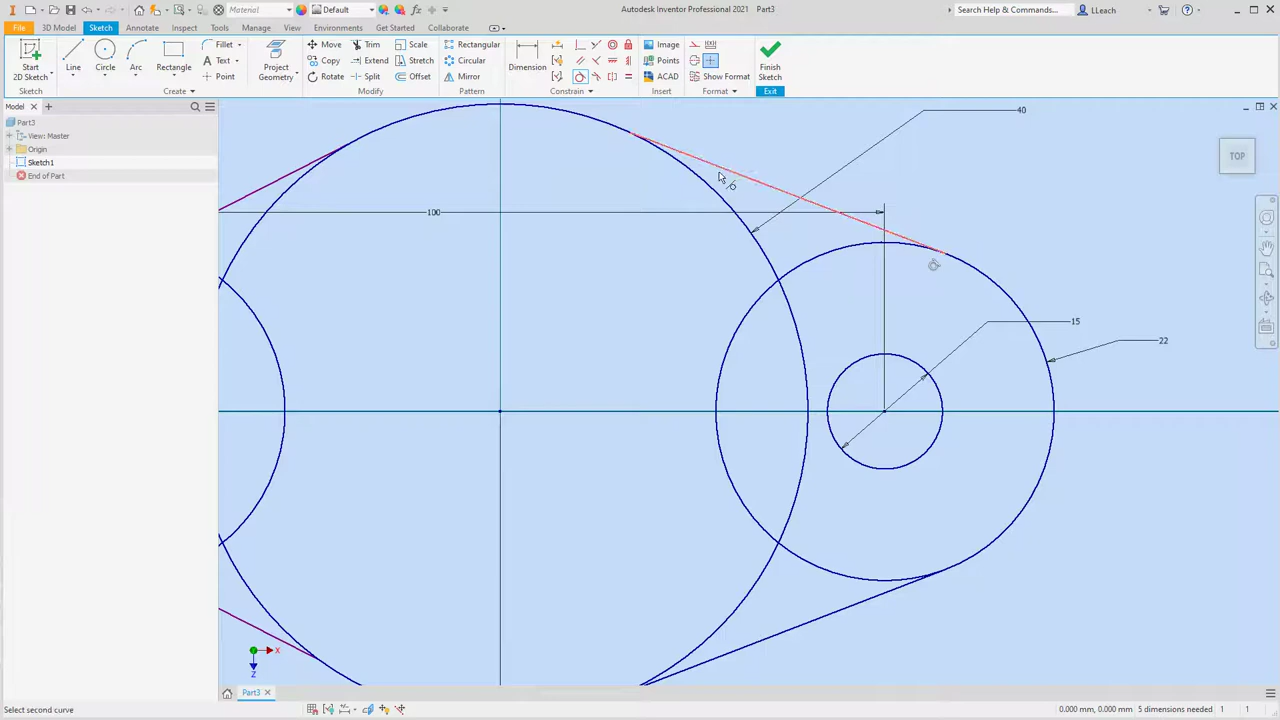 Material
Default
Autodesk Inventor Professional 2021 Part3
Search Help & Commands...
LLeach
File 3D Model Sketch Annotate Inspect Tools Manage View Environments Get Started Collaborate
Start
2D Sketch
Line
Circle
Arc
Rectangle
Fillet
Text
Point
Project
Geometry
Move Trim Scale
Copy Extend Stretch
Rotate Split Offset
Rectangular
Circular
Mirror
Dimension
Image
Points
ACAD
Show Format
Finish
Sketch
Sketch Create Modify Pattern Constrain Insert Format Exit
Model
Part3
View: Master
Origin
Sketch1
End of Part
TOP
40
100
15
22
X
Z
Part3
Select second curve
0.000 mm, 0.000 mm 5 dimensions needed 1 1